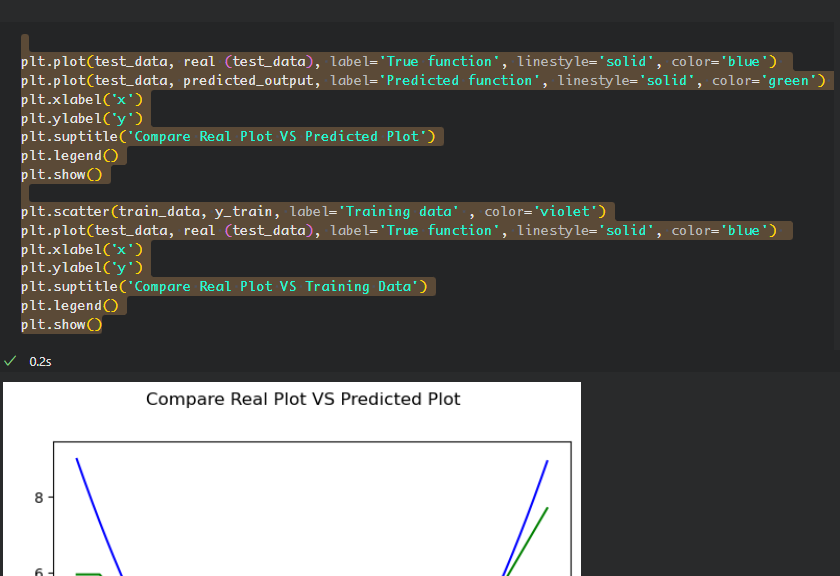 plt.plot(test_data, real (test_data), label='True function', linestyle='solid', color='blue')
plt.plot(test_data, predicted_output, label='Predicted function', linestyle='solid', color='green')
plt.xlabel('x')
plt.ylabel('y')
plt.suptitle('Compare Real Plot VS Predicted Plot')
plt.legend()
plt.show()
plt.scatter(train_data, y_train, label='Training data' , color='violet')
plt.plot(test_data, real (test_data), label='True function', linestyle='solid', color='blue')
plt.xlabel('x')
plt.ylabel('y')
plt.suptitle('Compare Real Plot VS Training Data')
plt.legend()
plt.show()
0.2s
Compare Real Plot VS Predicted Plot
8
6